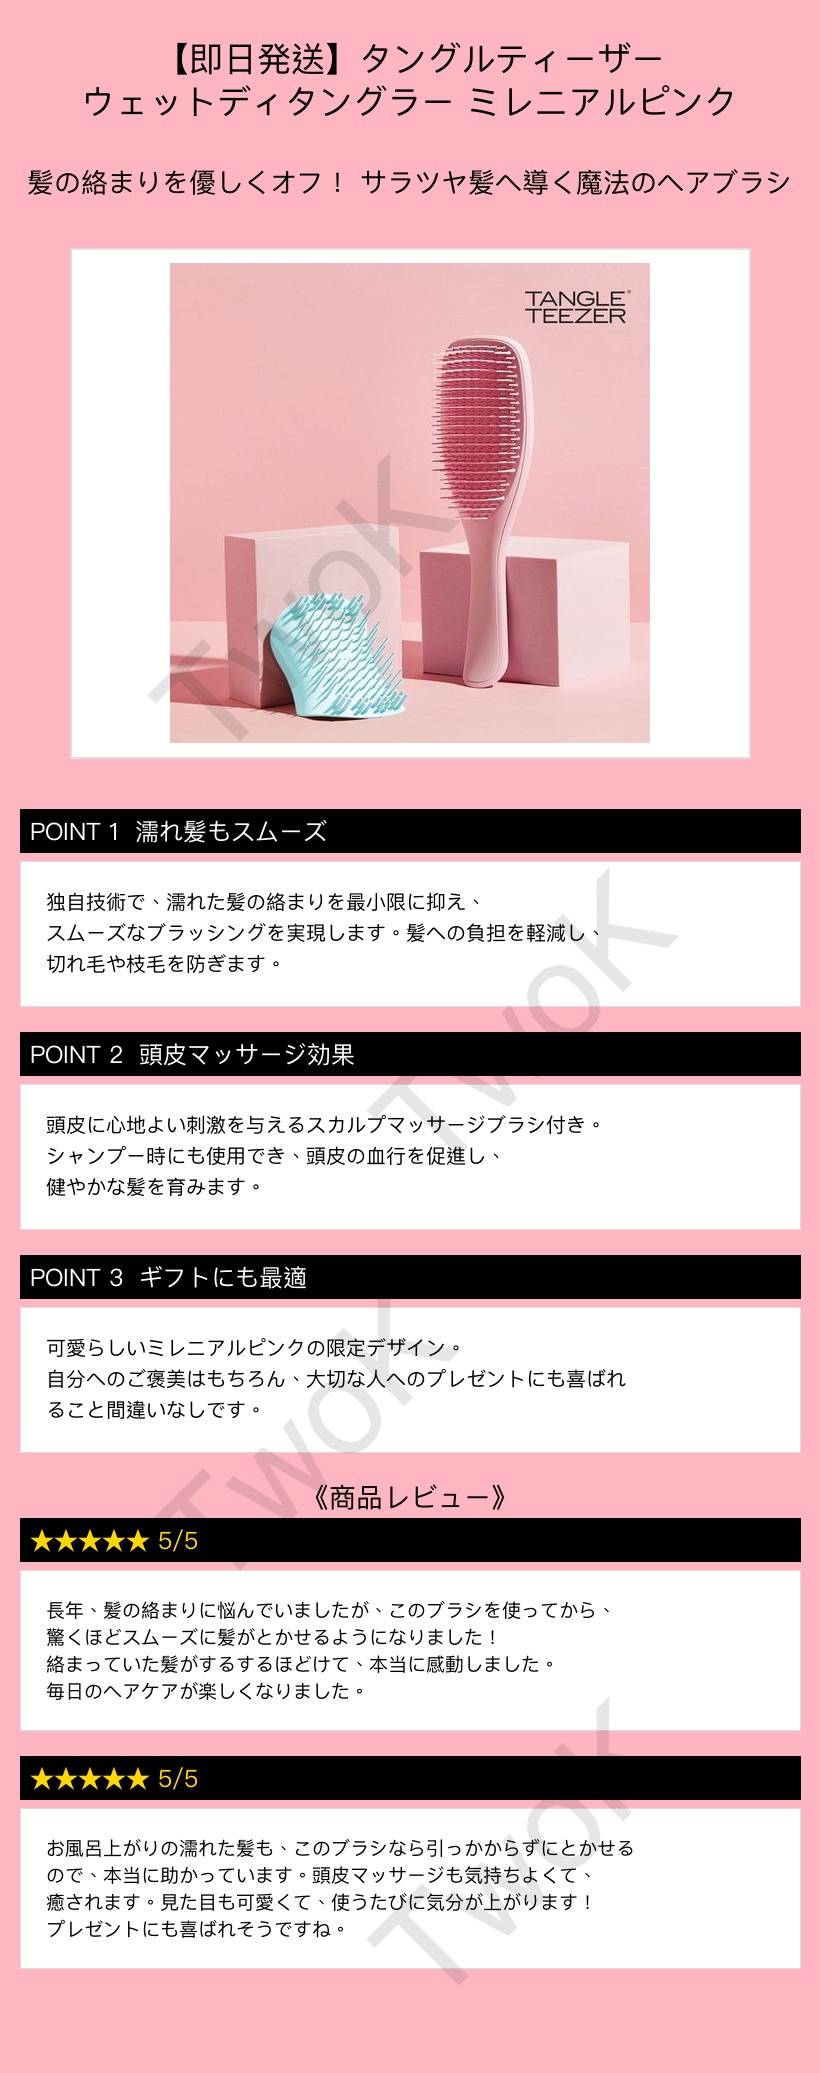 【即日発送】タングルティーザー
ウェットディタングラー ミレニアルピンク
髪の絡まりを優しくオフ！ サラツヤ髪へ導く魔法のヘアブラシ
TANGLE
TEEZER
POINT 1 濡れ髪もスムーズ
独自技術で、濡れた髪の絡まりを最小限に抑え、
スムーズなブラッシングを実現します。髪への負担を軽減し、
切れ毛や枝毛を防ぎます。
POINT 2 頭皮マッサージ効果
頭皮に心地よい刺激を与えるスカルプマッサージブラシ付き。
シャンプー時にも使用でき、頭皮の血行を促進し、
健やかな髪を育みます。
POINT 3 ギフトにも最適
可愛らしいミレニアルピンクの限定デザイン。
自分へのご褒美はもちろん、大切な人へのプレゼントにも喜ばれ
ること間違いなしです。
《商品レビュー》
★★★★★ 5/5
長年、髪の絡まりに悩んでいましたが、このブラシを使ってから、
驚くほどスムーズに髪がとかせるようになりました！
絡まっていた髪がするするほどけて、本当に感動しました。
毎日のヘアケアが楽しくなりました。
★★★★★ 5/5
お風呂上がりの濡れた髪も、このブラシなら引っかからずにとかせる
ので、本当に助かっています。頭皮マッサージも気持ちよくて、
癒されます。見た目も可愛くて、使うたびに気分が上がります！
プレゼントにも喜ばれそうですね。
TwoK
TwoK
TwoK
TwoK